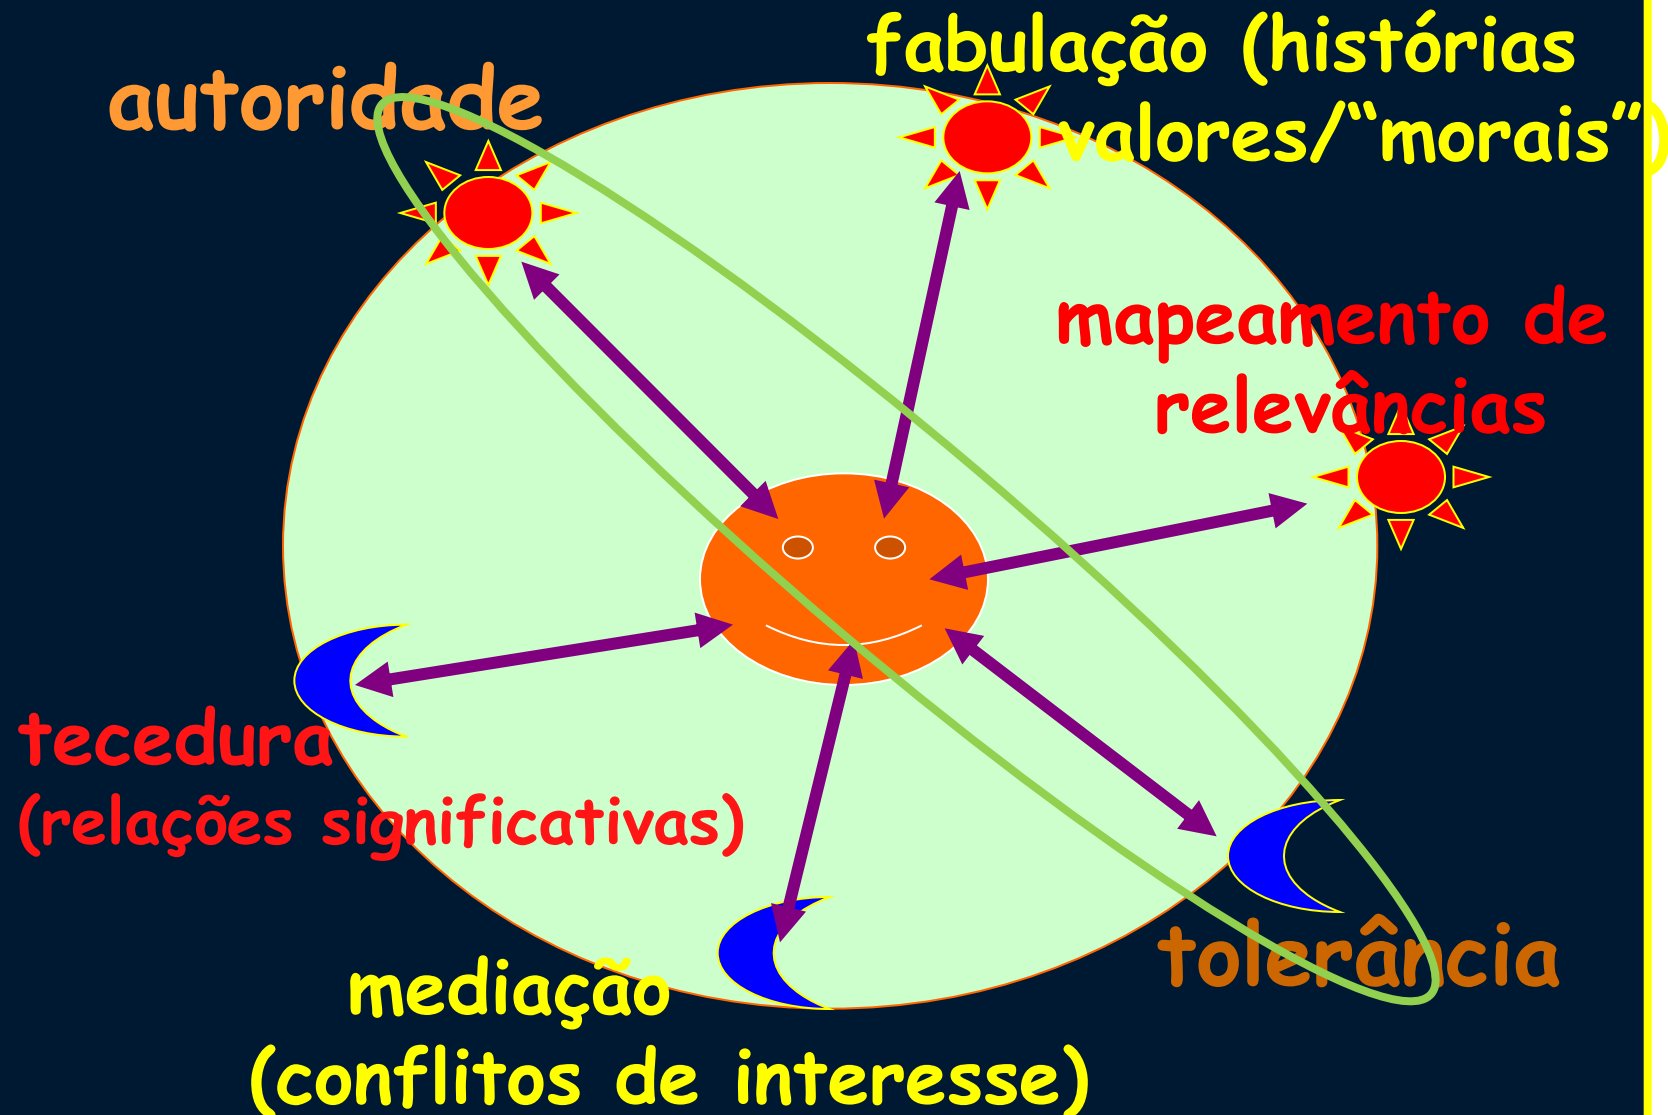 fabulação (histórias
valores/“morais”)
autoridade
mapeamento de
relevâncias
tecedura
(relações significativas)
tolerância
mediação
(conflitos de interesse)